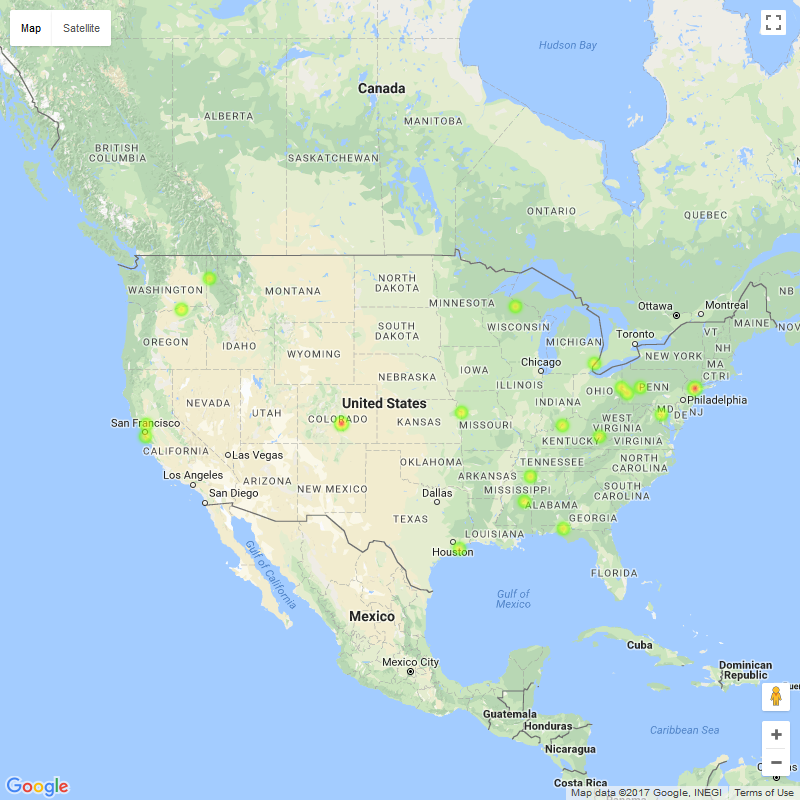 Map
Satellite
Hudson Bay
Canada
ALBERTA
MANITOBA
BRITISH
COLUMBIA
SASKATCHEWAN
ONTARIO
QUEBEC
NORTH
DAKOTA
WASHINGTON
MONTANA
MINNESOTA
NB
Ottawa
Montreal
MAINE
WISCONSIN
SOUTH
DAKOTA
OREGON
IDAHO
MICHIGAN
Toronto
VT
NH
WYOMING
NEW YORK
MA
CT
RI
Chicago
IOWA
NEBRASKA
ILLINOIS
OHIO
PENN
United States
NEVADA
INDIANA
Philadelphia
MD
DE
NJ
UTAH
COLORADO
KANSAS
MISSOURI
WEST
VIRGINIA
VIRGINIA
San Francisco
KENTUCKY
CALIFORNIA
Las Vegas
OKLAHOMA
TENNESSEE
NORTH
CAROLINA
Los Angeles
ARIZONA
NEW MEXICO
ARKANSAS
MISSISSIPPI
SOUTH
CAROLINA
San Diego
Dallas
ALABAMA
TEXAS
GEORGIA
LOUISIANA
Houston
Gulf of California
FLORIDA
Gulf of
Mexico
Mexico
Cuba
Mexico City
Dominican
Republic
Guatemala
Honduras
Caribbean Sea
Nicaragua
Costa Rica
Google
Map data ©2017 Google, INEGI
Terms of Use